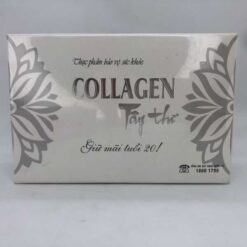 Thực phẩm bảo vệ sức khỏe
COLLAGEN
Tây thi
Giữ mãi tuổi 20!
1800 1799